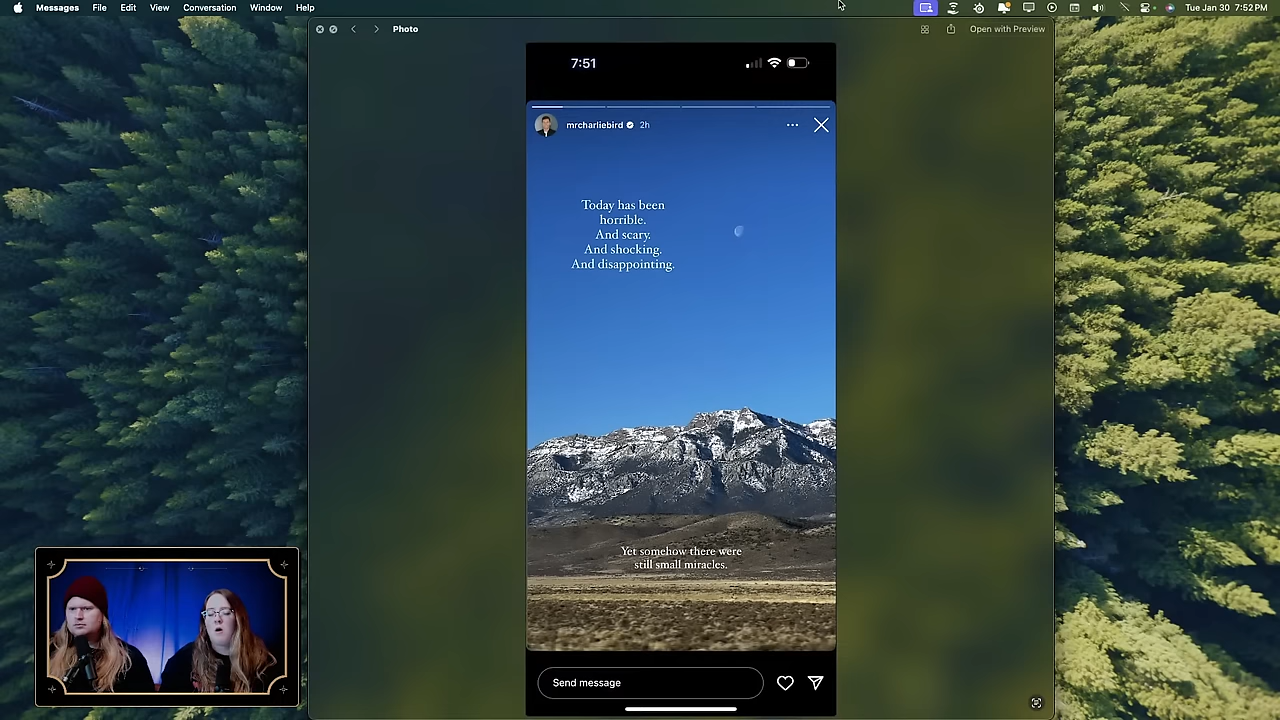 Messages File Edit View Conversation Window Help Tue Jan 30 7:52 PM
Photo Open with Preview
7:51
mrcharliebird 2h
Today has been
horrible.
And scary.
And shocking.
And disappointing.
Yet somehow there were
still small miracles.
Send message